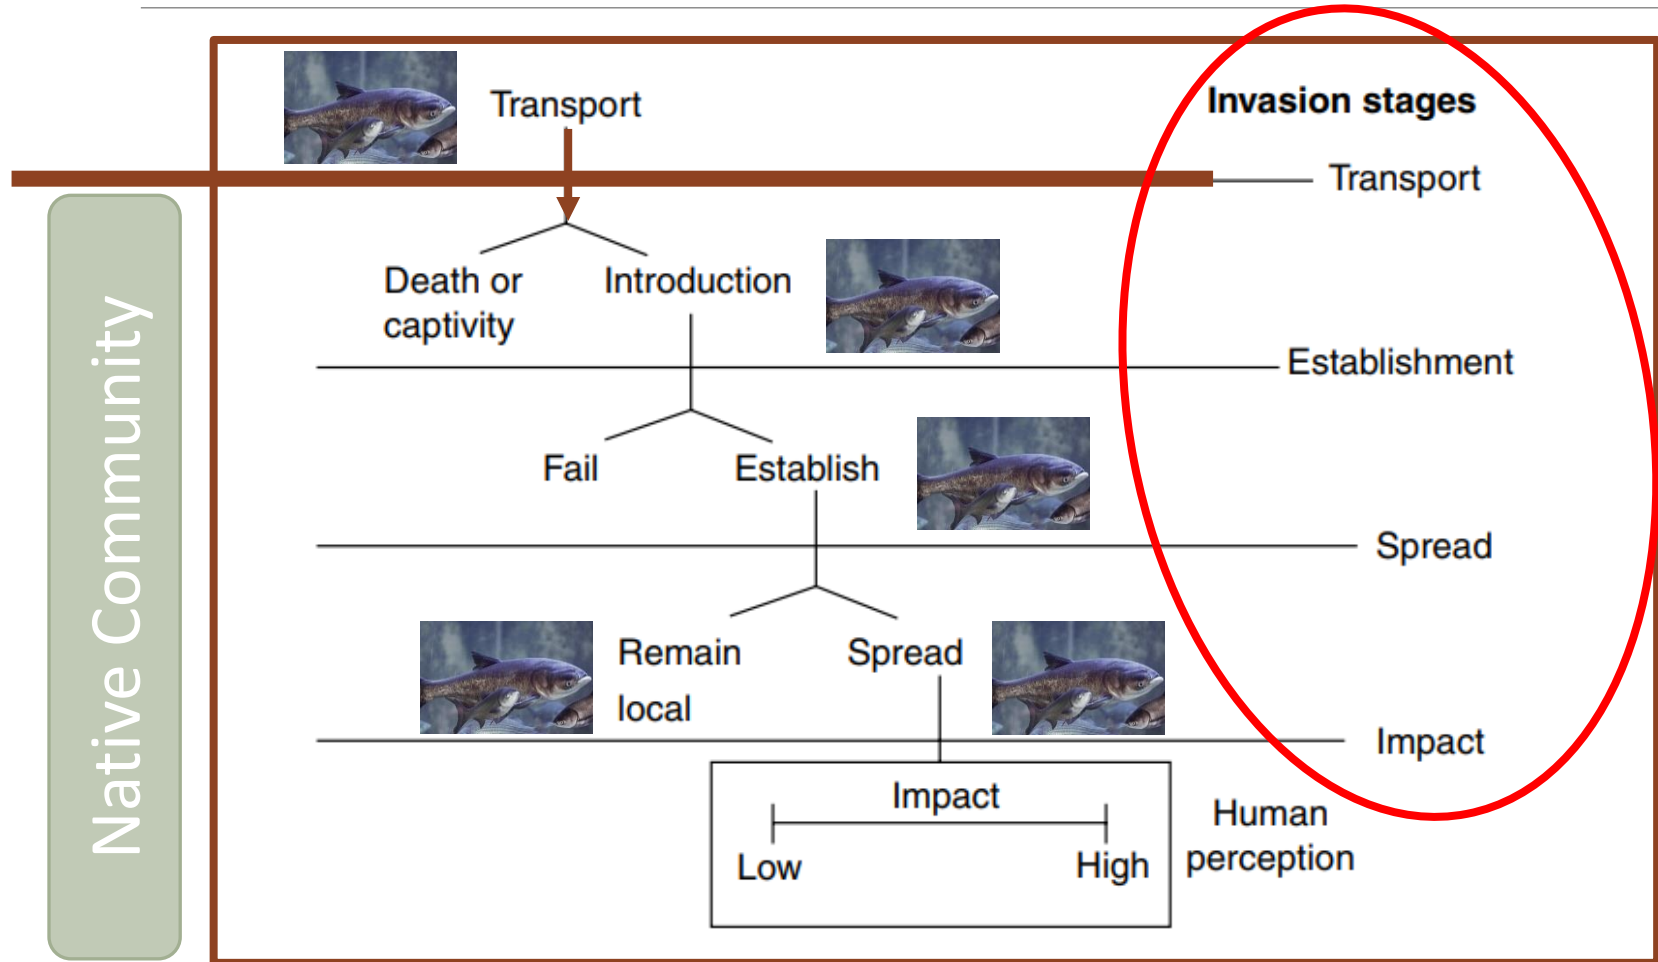 Transport
Invasion stages
Transport
Death or
captivity
Introduction
Establishment
Fail
Establish
Spread
Remain
local
Spread
Impact
Impact
Low
High
Human
perception
Native Community